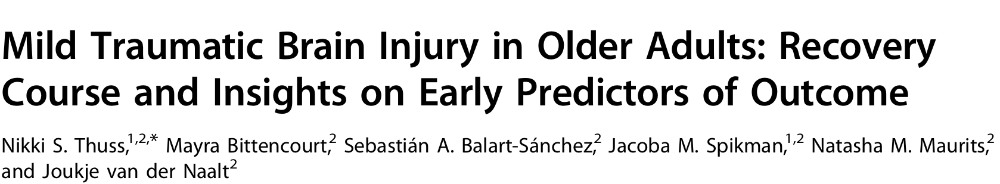 Mild Traumatic Brain Injury in Older Adults: Recovery
Course and Insights on Early Predictors of Outcome
Nikki S. Thuss,1,2,* Mayra Bittencourt,2 Sebastián A. Balart-Sánchez,2 Jacoba M. Spikman,1,2 Natasha M. Maurits,2
and Joukje van der Naalt2